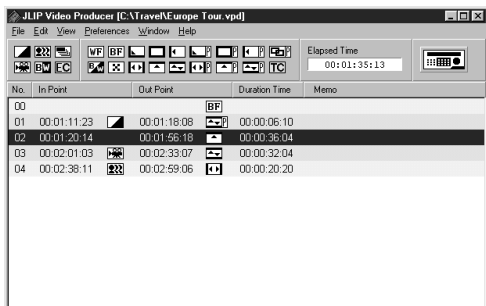 JLIP Video Producer [C:\Travel\Europe Tour.vpd]
File Edit View Preferences Window Help
WF BF P P P P
BW EC B/W P P P TC
Elapsed Time
00:01:35:13
No. In Point Out Point Duration Time Memo
00 BF
01 00:01:11:23 00:01:18:08 P 00:00:06:10
02 00:01:20:14 00:01:56:18 00:00:36:04
03 00:02:01:03 00:02:33:07 00:00:32:04
04 00:02:38:11 00:02:59:06 00:00:20:20